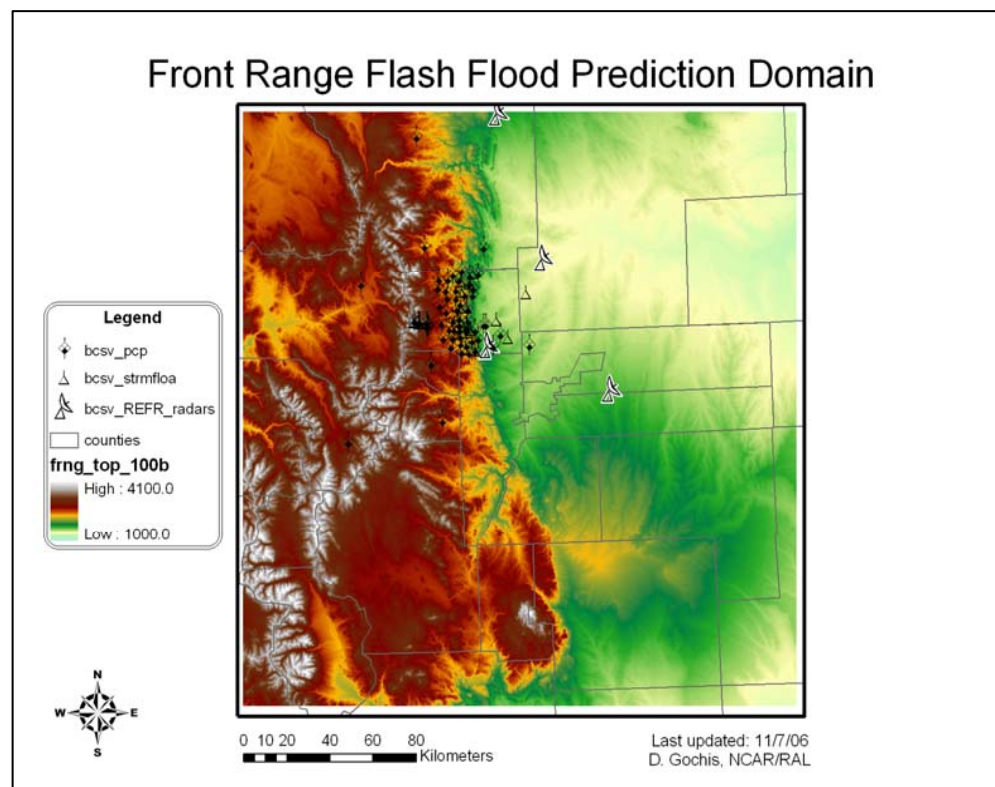 Front Range Flash Flood Prediction Domain
Legend
bcsv_pcp
bcsv_strmfloa
bcsv_REFR_radars
counties
frng_top_100b
High : 4100.0
Low : 1000.0
N
W E
S
0 10 20 40 60 80
Kilometers
Last updated: 11/7/06
D. Gochis, NCAR/RAL